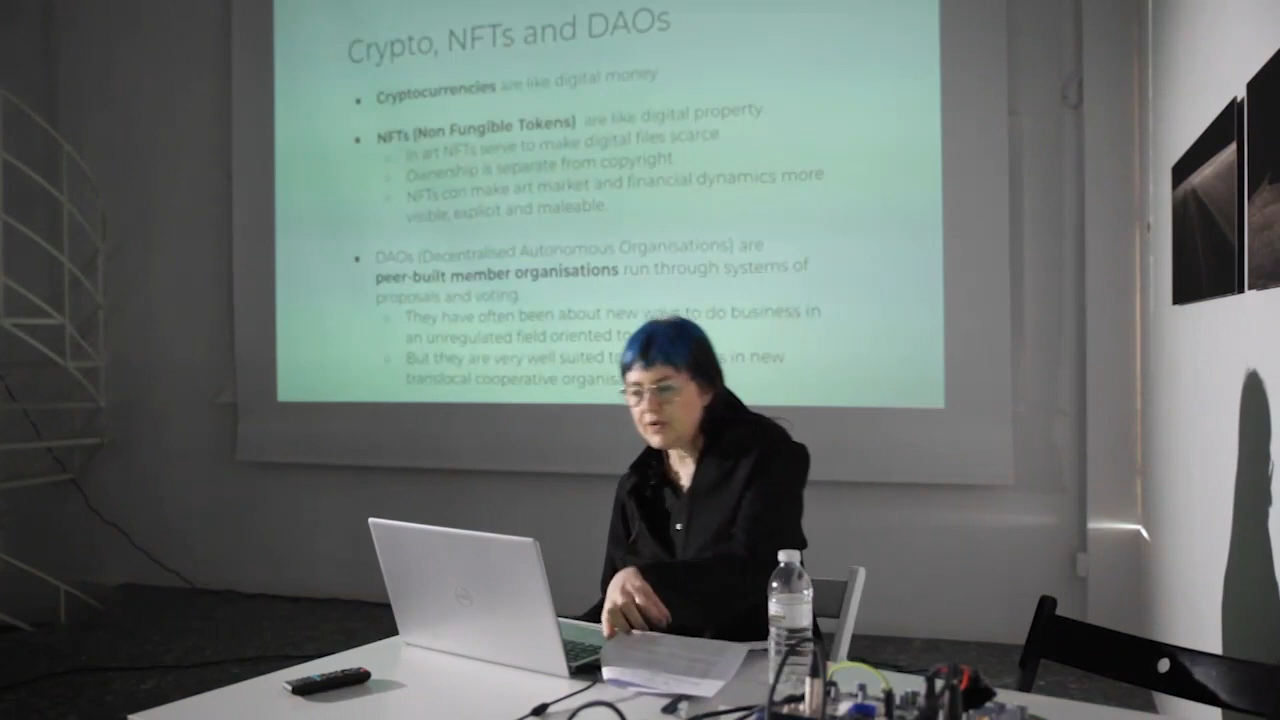 Crypto, NFTs and DAOs
Cryptocurrencies are like digital money
NFTs (Non Fungible Tokens) are like digital property.
In art NFTs serve to make digital files scarce
Ownership is separate from copyright
NFTs can make art market and financial dynamics more
visible, explicit and maleable.
DAOs (Decentralised Autonomous Organisations) are
peer-built member organisations run through systems of
proposals and voting
They have often been about new ways to do business in
an unregulated field oriented to
But they are very well suited in new
translocal cooperative